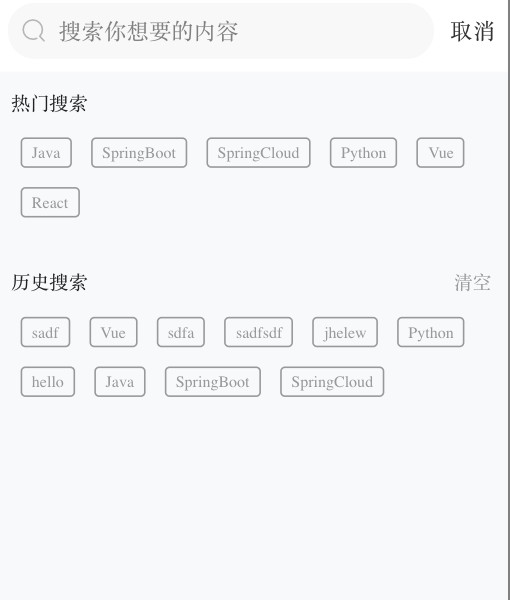 搜索你想要的内容 取消
热门搜索
Java SpringBoot SpringCloud Python Vue
React
历史搜索 清空
sadf Vue sdfa sadfsdf jhelew Python
hello Java SpringBoot SpringCloud